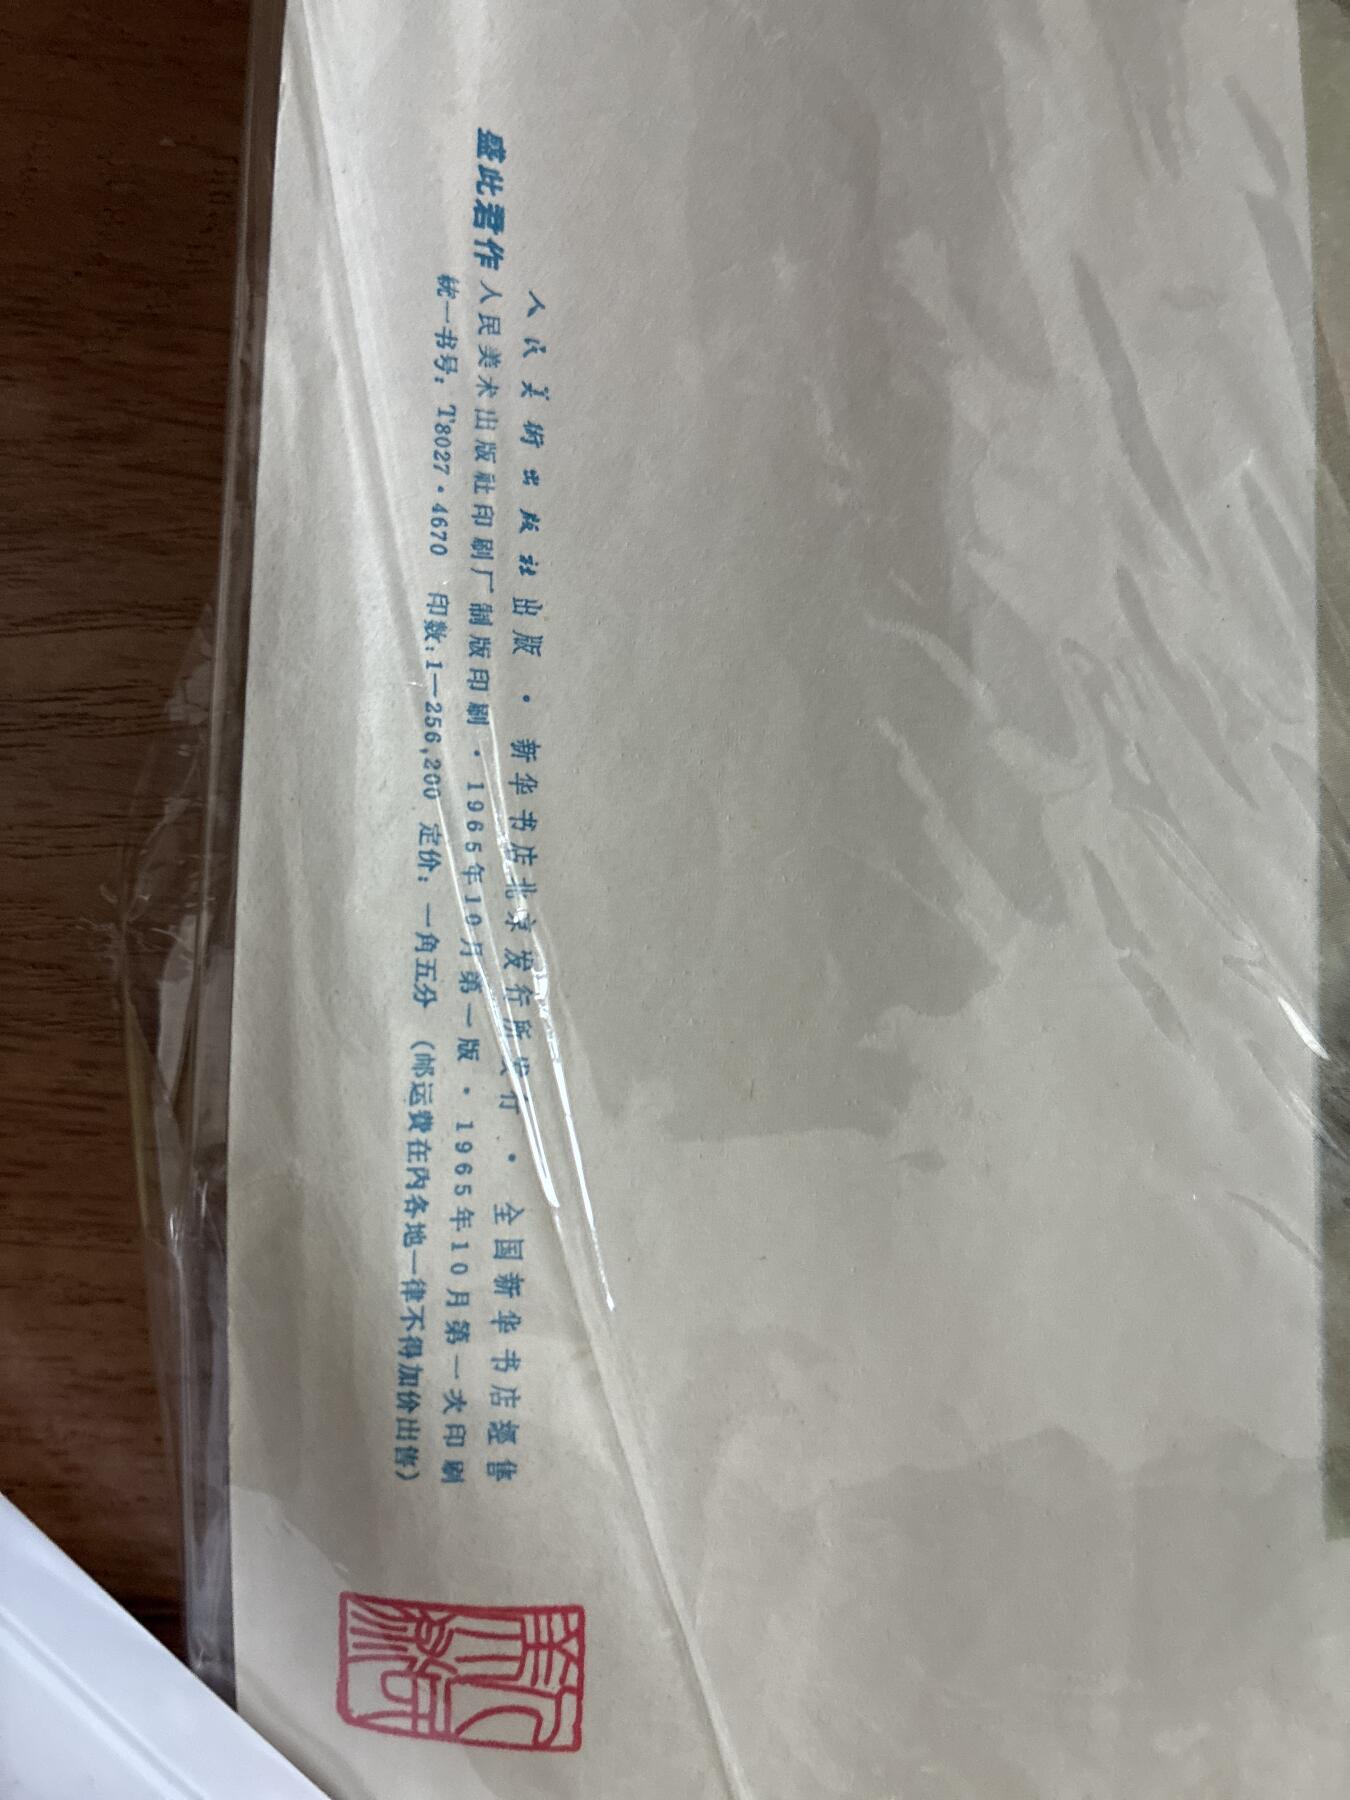 盛此君作
人民美術出版社出版·新华书店北京发行所发行·全国新华书店經售
人民美术出版社印刷厂制版印刷·1965年10月第一版·1965年10月第一次印刷
統一书号：T8027·4670 印数：1—256,200 定价：一角五分 （邮运費在內各地一律不得加价出售）